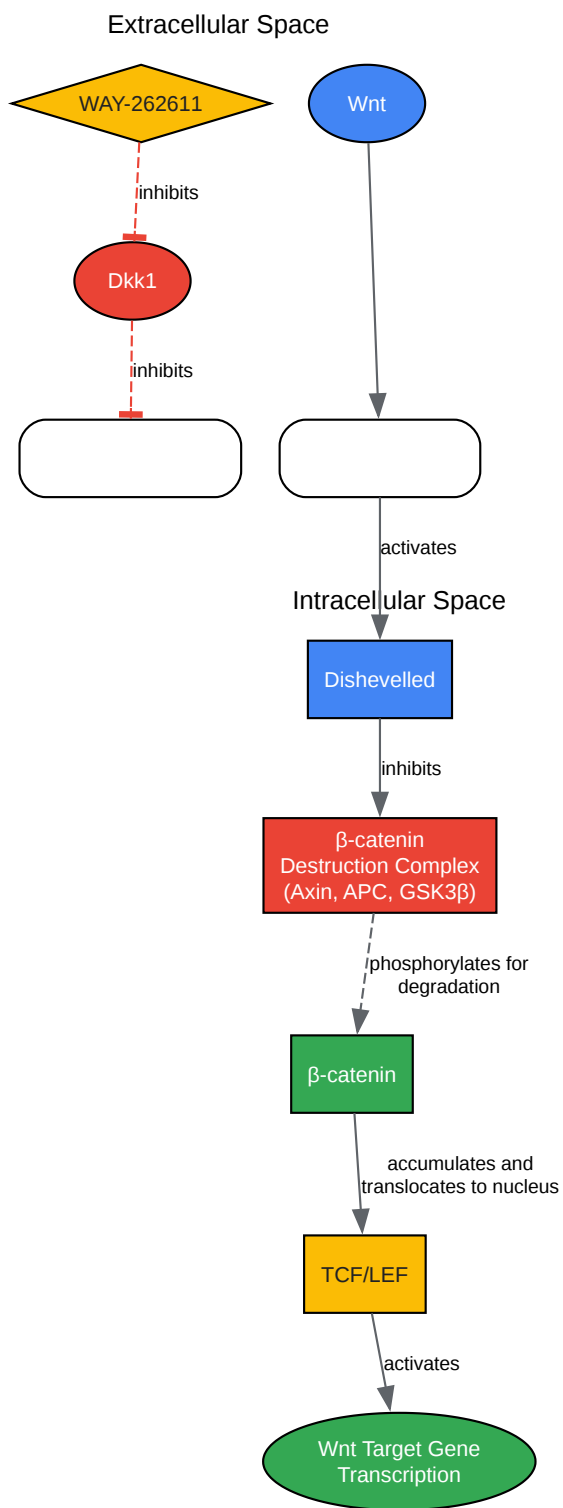 Extracellular Space
WAY-262611
Wnt
inhibits
Dkk1
inhibits
activates
Intracellular Space
Dishevelled
inhibits
β-catenin
Destruction Complex
(Axin, APC, GSK3β)
phosphorylates for
degradation
β-catenin
accumulates and
translocates to nucleus
TCF/LEF
activates
Wnt Target Gene
Transcription